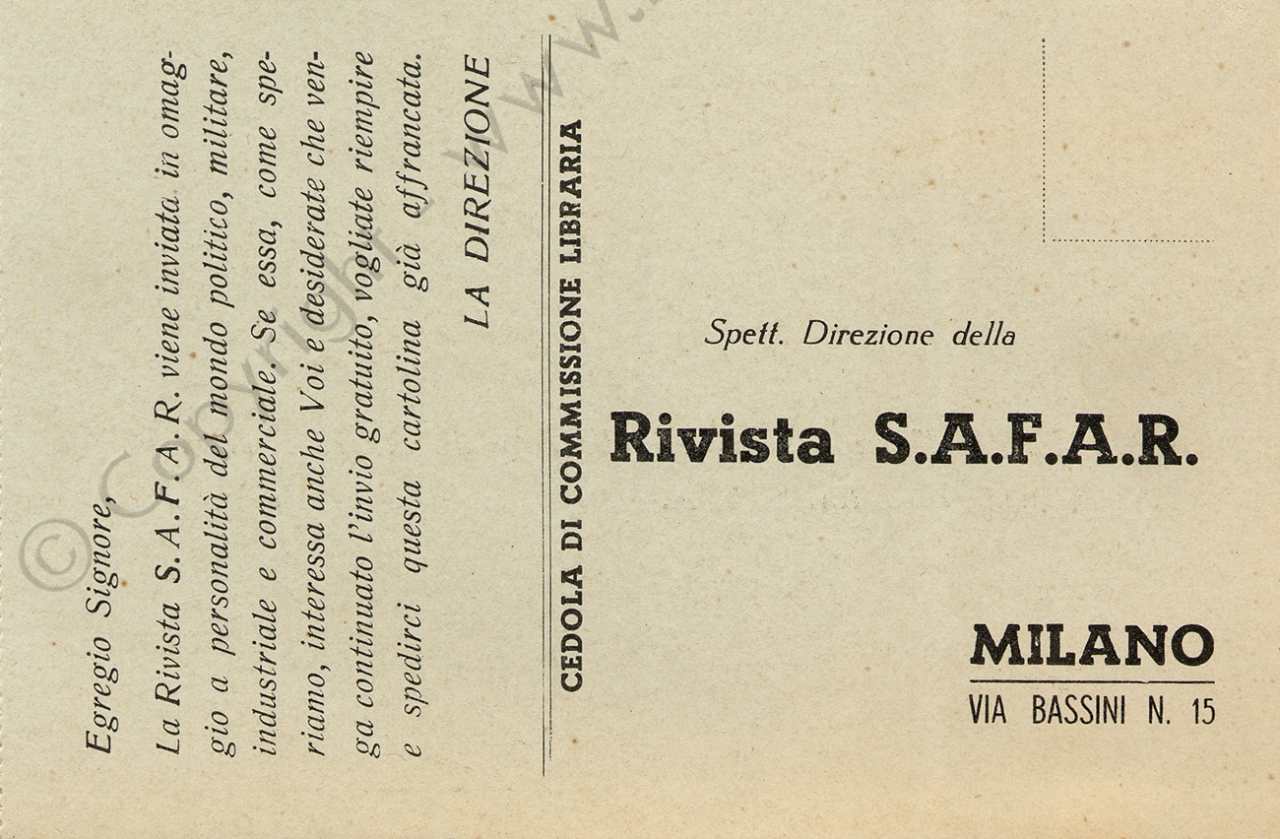 Egregio Signore,
La Rivista S.A.F.A.R. viene inviata in omag-
gio a personalità del mondo politico, militare,
industriale e commerciale. Se essa, come spe-
riamo, interessa anche Voi e desiderate che ven-
ga continuato l'invio gratuito, vogliate riempire
e spedirci questa cartolina già affrancata.
LA DIREZIONE
CEDOLA DI COMMISSIONE LIBRARIA
Spett. Direzione della
Rivista S.A.F.A.R.
MILANO
VIA BASSINI N. 15
© Copyright - www.